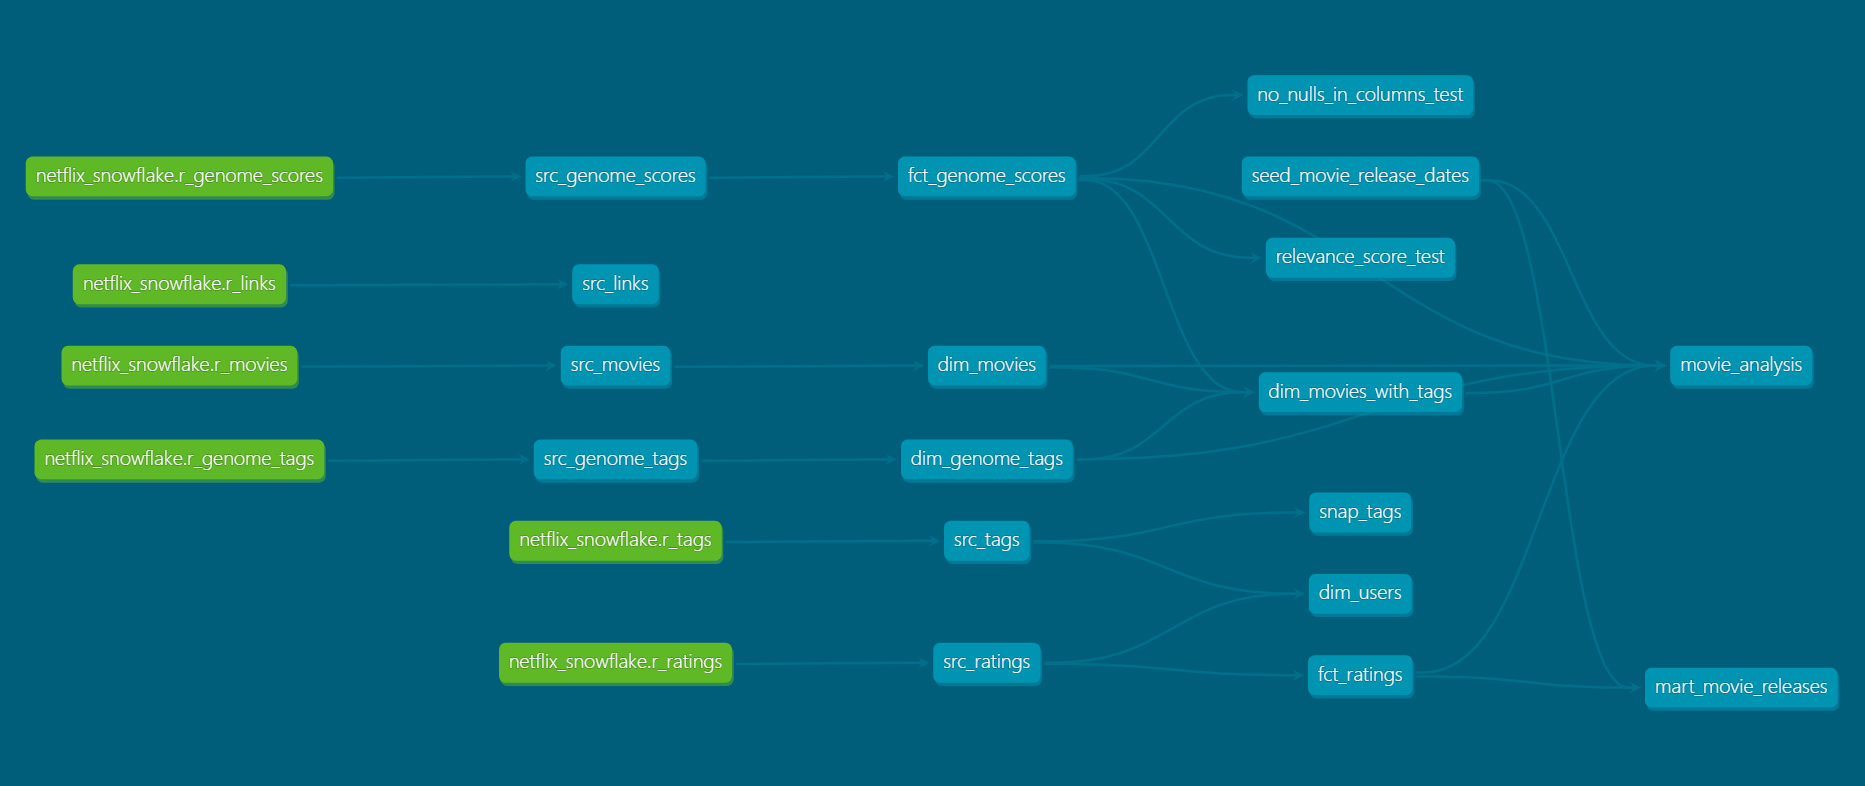 no_nulls_in_columns_test
netflix_snowflake.r_genome_scores
src_genome_scores
fct_genome_scores
seed_movie_release_dates
relevance_score_test
netflix_snowflake.r_links
src_links
netflix_snowflake.r_movies
src_movies
dim_movies
movie_analysis
dim_movies_with_tags
netflix_snowflake.r_genome_tags
src_genome_tags
dim_genome_tags
snap_tags
netflix_snowflake.r_tags
src_tags
dim_users
netflix_snowflake.r_ratings
src_ratings
fct_ratings
mart_movie_releases